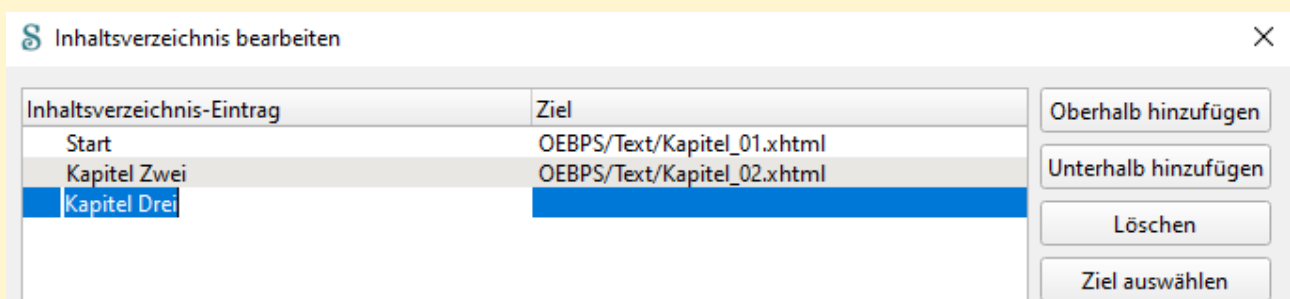 Inhaltsverzeichnis bearbeiten
Inhaltsverzeichnis-Eintrag Ziel
Start OEBPS/Text/Kapitel_01.xhtml
Kapitel Zwei OEBPS/Text/Kapitel_02.xhtml
Kapitel Drei
Oberhalb hinzufügen
Unterhalb hinzufügen
Löschen
Ziel auswählen